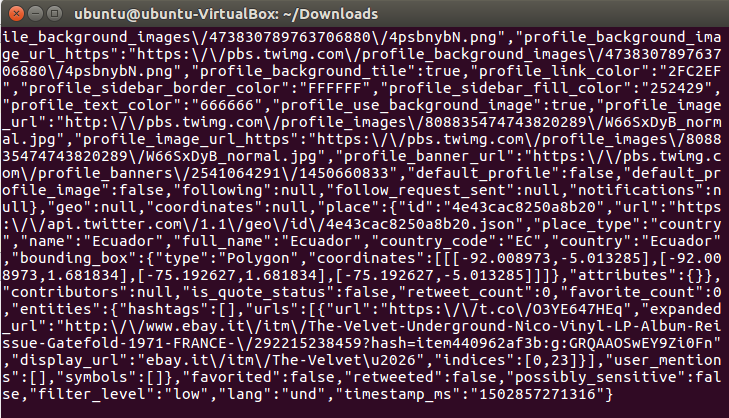 ubuntu@ubuntu-VirtualBox: ~/Downloads
ile_background_images\/473830789763706880\/4psbnybN.png","profile_background_ima
ge_url_https":"https:\/\/pbs.twimg.com\/profile_background_images\/4738307897637
06880\/4psbnybN.png","profile_background_tile":true,"profile_link_color":"2FC2EF
","profile_sidebar_border_color":"FFFFFF","profile_sidebar_fill_color":"252429",
"profile_text_color":"666666","profile_use_background_image":true,"profile_image
_url":"http:\/\/pbs.twimg.com\/profile_images\/808835474743820289\/W66SxDyB_norm
al.jpg","profile_image_url_https":"https:\/\/pbs.twimg.com\/profile_images\/8088
35474743820289\/W66SxDyB_normal.jpg","profile_banner_url":"https:\/\/pbs.twimg.c
om\/profile_banners\/2541064291\/1450660833","default_profile":false,"default_pr
ofile_image":false,"following":null,"follow_request_sent":null,"notifications":n
ull},"geo":null,"coordinates":null,"place":{"id":"4e43cac8250a8b20","url":"https
:\/\/api.twitter.com\/1.1\/geo\/id\/4e43cac8250a8b20.json","place_type":"country
","name":"Ecuador","full_name":"Ecuador","country_code":"EC","country":"Ecuador"
,"bounding_box":{"type":"Polygon","coordinates":[[[-92.008973,-5.013285],[-92.00
8973,1.681834],[-75.192627,1.681834],[-75.192627,-5.013285]]]},"attributes":{}},
"contributors":null,"is_quote_status":false,"retweet_count":0,"favorite_count":0
,"entities":{"hashtags":[],"urls":[{"url":"https:\/\/t.co\/O3YE647HEq","expanded
_url":"http:\/\/www.ebay.it\/itm\/The-Velvet-Underground-Nico-Vinyl-LP-Album-Rei
ssue-Gatefold-1971-FRANCE-\/292215238459?hash=item440962af3b:g:GRQAAOSwEY9Zi0Fn"
,"display_url":"ebay.it\/itm\/The-Velvet\u2026","indices":[0,23]}],"user_mention
s":[],"symbols":[]},"favorited":false,"retweeted":false,"possibly_sensitive":fal
se,"filter_level":"low","lang":"und","timestamp_ms":"1502857271316"}